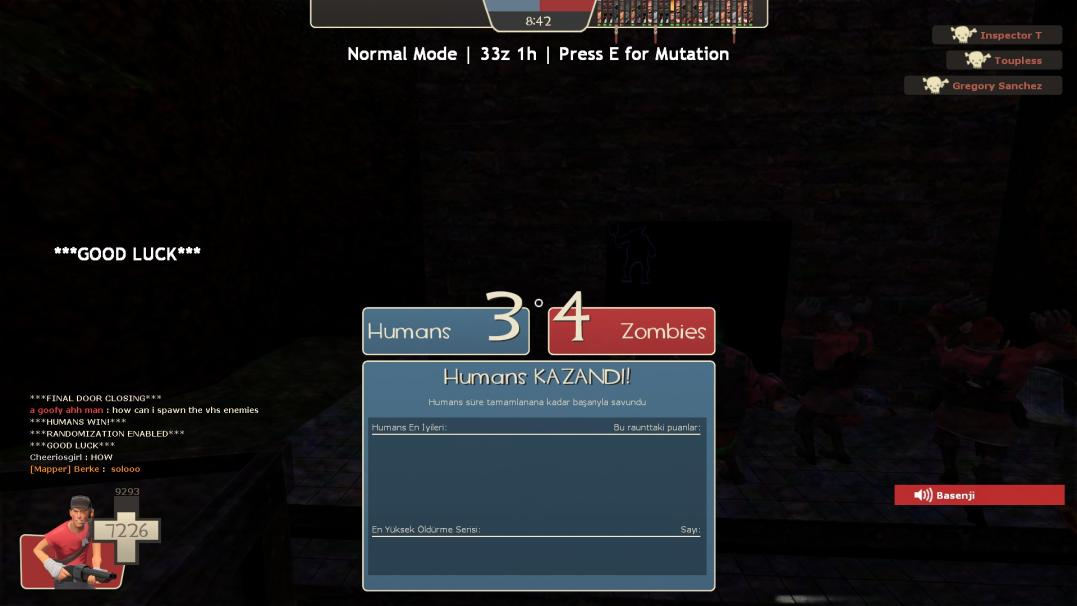 8:42
Normal Mode | 33z 1h | Press E for Mutation
Inspector T
Toupless
Gregory Sanchez
***GOOD LUCK***
Humans 3 4 Zombies
Humans KAZANDI!
Humans süre tamamlanana kadar başarıyla savundu
Humans En İyileri: Bu raunttaki puanlar:
En Yüksek Öldürme Serisi: Sayı:
***FINAL DOOR CLOSING***
a goofy ahh man : how can i spawn the vhs enemies
***HUMANS WIN!***
***RANDOMIZATION ENABLED***
***GOOD LUCK***
Cheeriosgirl : HOW
[Mapper] Berke : solooo
9293
7226
Basenji